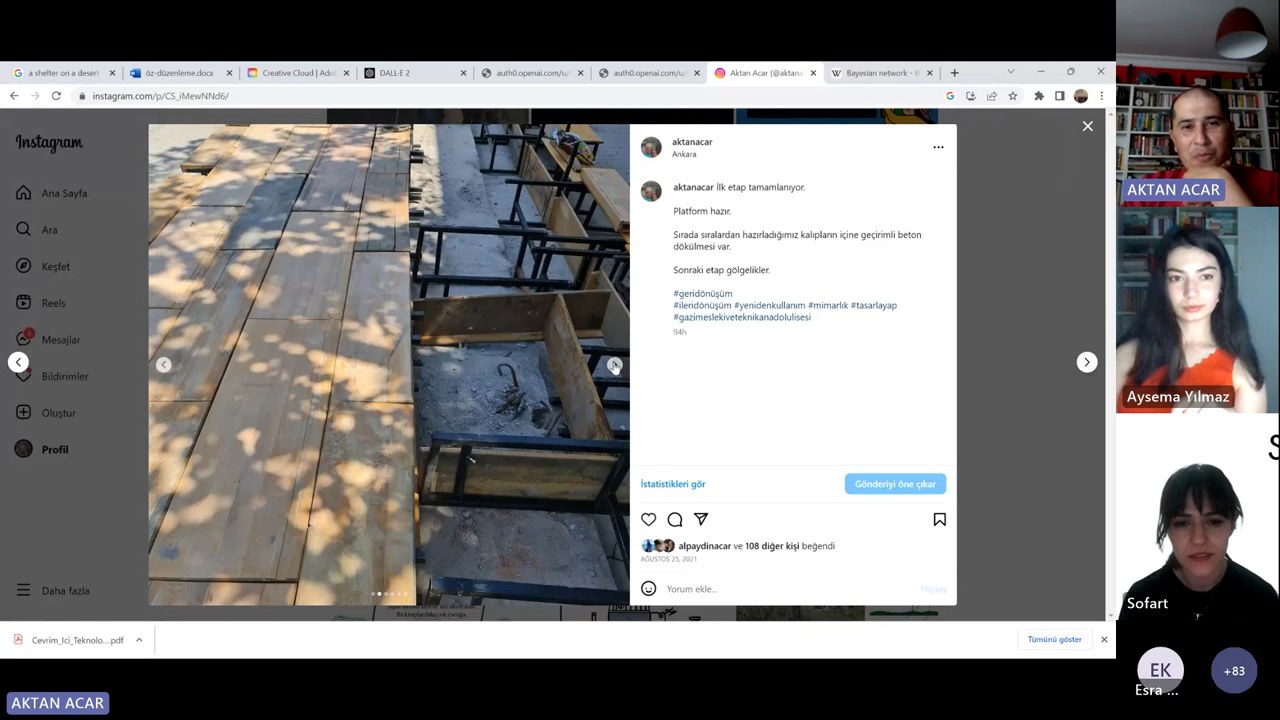 a shelter on a desert
öz-düzenleme.docx
Creative Cloud | Ado
DALL·E 2
auth0.openai.com/u/
auth0.openai.com/u/
Aktan Acar (@aktana
Bayesian network - W
instagram.com/p/CS_iMewNNd6/
Instagram
Ana Sayfa
Ara
Keşfet
Reels
Mesajlar
Bildirimler
Oluştur
Profil
Daha fazla
aktanacar
Ankara
aktanacar İlk etap tamamlanıyor.
Platform hazır.
Sırada sıralardan hazırladığımız kalıpların içine geçirimli beton
dökülmesi var.
Sonraki etap gölgelikler.
#geridönüşüm
#ileridönüşüm #yenidenkullanım #mimarlık #tasarlayap
#gazimeslekiveteknikanadolulisesi
94h
İstatistikleri gör
Gönderiyi öne çıkar
alpaydinacar ve 108 diğer kişi beğendi
AĞUSTOS 25, 2021
Yorum ekle...
Paylaş
Cevrim_Ici_Teknolo....pdf
Tümünü göster
AKTAN ACAR
AKTAN ACAR
Aysema Yılmaz
S
Sofart
EK
Esra ...
+83